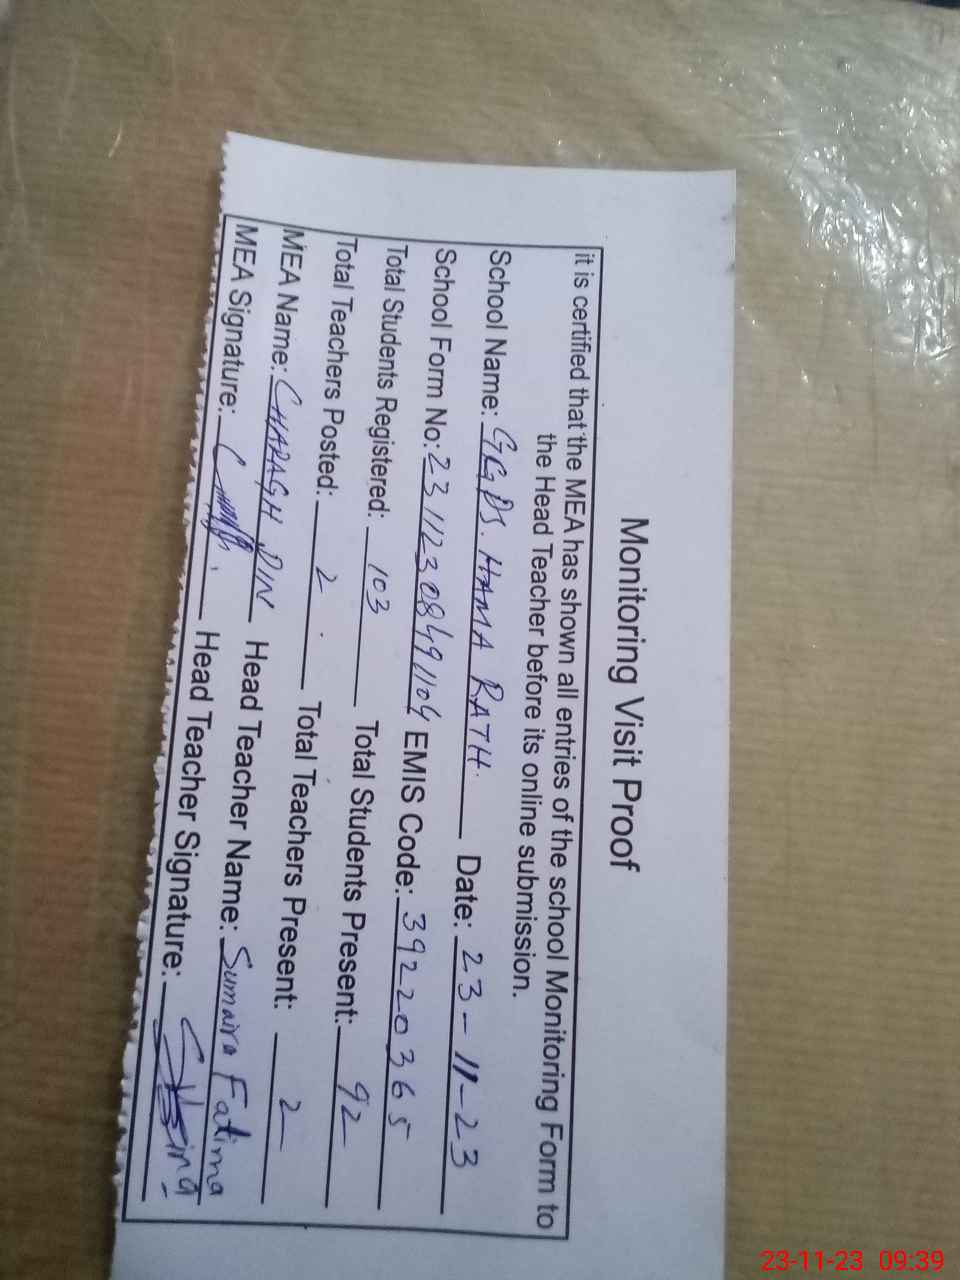 Monitoring Visit Proof
it is certified that the MEA has shown all entries of the school Monitoring Form to
the Head Teacher before its online submission.
School Name: GGPS. HAMA RATH. Date: 23-11-23
School Form No: 23112308491104 EMIS Code: 39220365
Total Students Registered: 103 Total Students Present: 92
Total Teachers Posted: 2 Total Teachers Present: 2
MEA Name: CHARAGH DIN Head Teacher Name: Sumaira Fatima
MEA Signature: Head Teacher Signature:
23-11-23 09:39